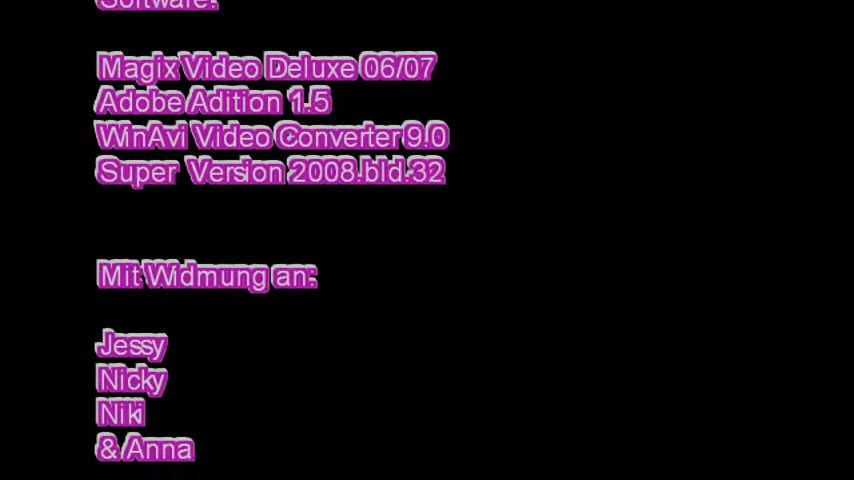 Software:
Magix Video Deluxe 06/07
Adobe Adition 1.5
WinAvi Video Converter 9.0
Super Version 2008.bld.32
Mit Widmung an:
Jessy
Nicky
Niki
& Anna